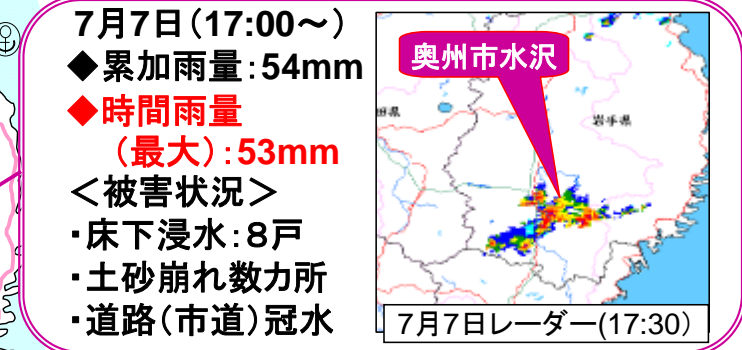 7月7日(17:00～)
◆累加雨量:54mm
◆時間雨量
(最大):53mm
＜被害状況＞
・床下浸水:８戸
・土砂崩れ数カ所
・道路(市道)冠水
奥州市水沢
田県
岩手県
7月7日レーダー(17:30)